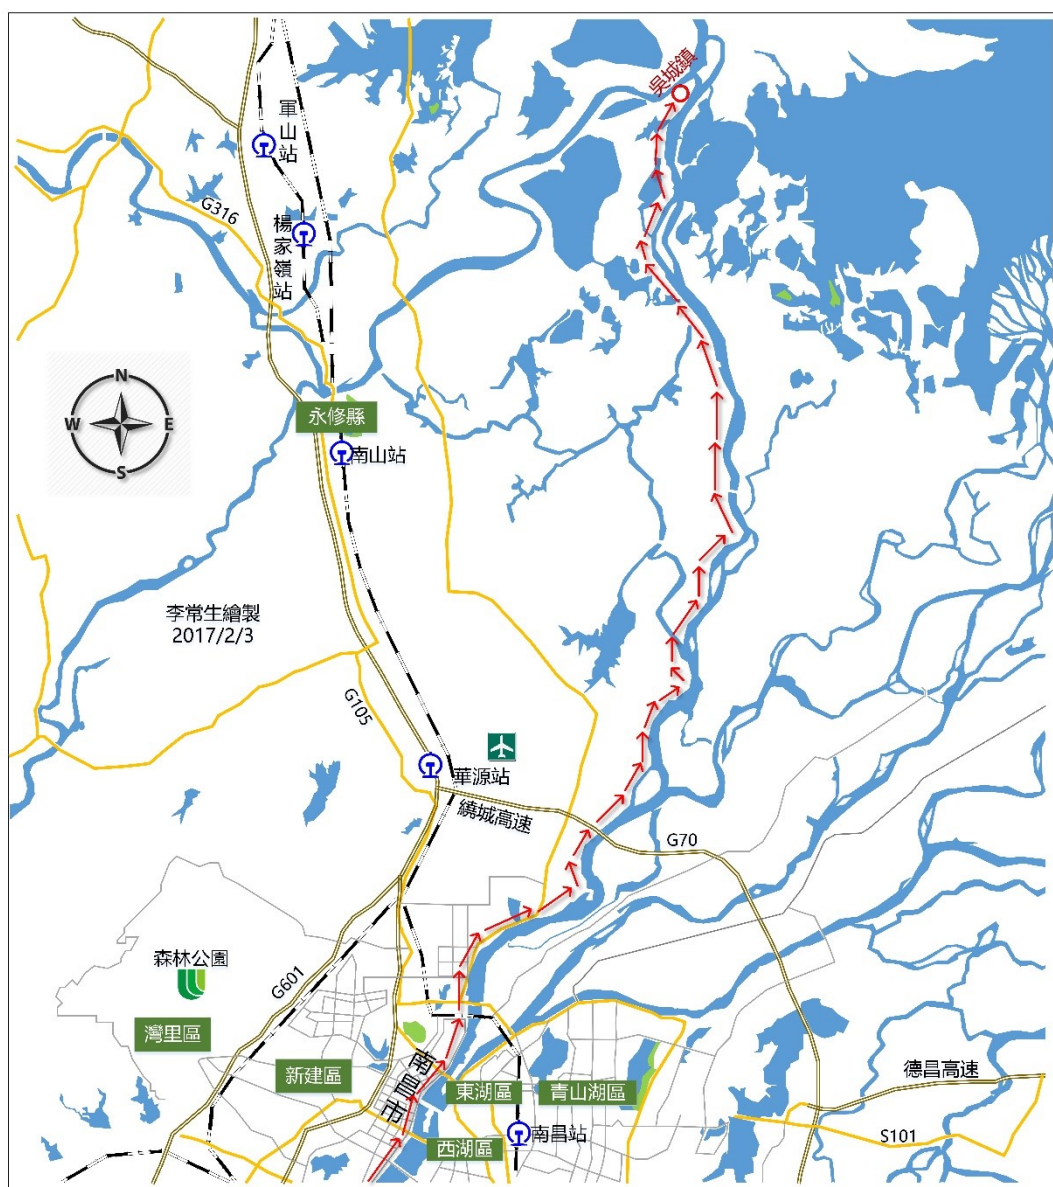 吳城鎮
軍山站
G316
楊家嶺站
N
W
E
S
永修縣
南山站
李常生繪製
2017/2/3
G105
華源站
繞城高速
G70
森林公園
G601
灣里區
新建區
南昌市
東湖區
青山湖區
德昌高速
南昌站
S101
西湖區